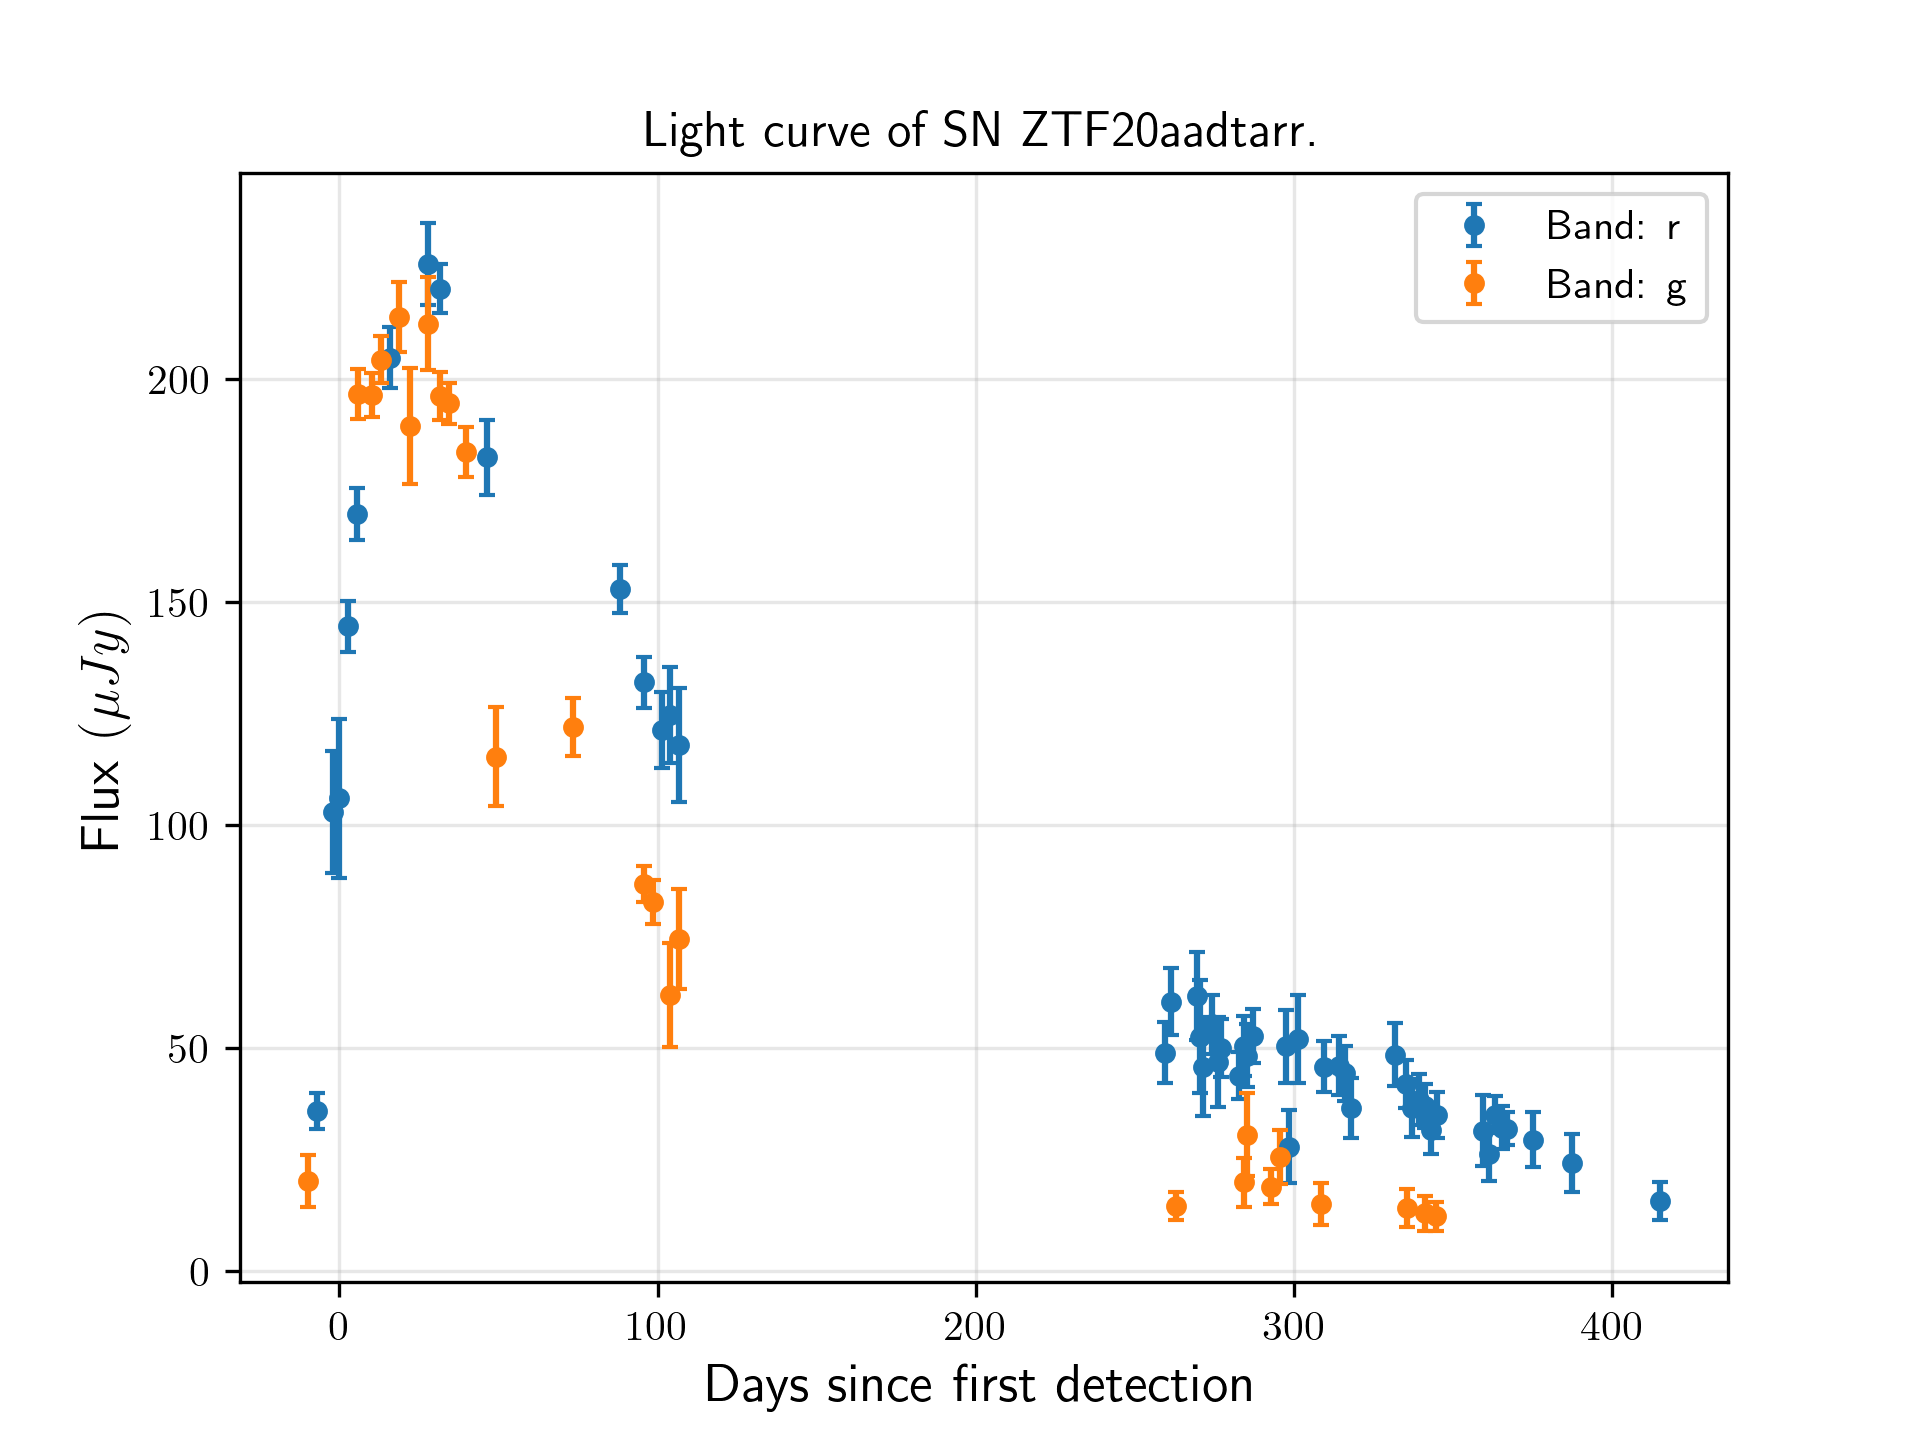 Light curve of SN ZTF20aadtarr.
Band: r
Band: g
Flux (μJy)
200
150
100
50
0
0 100 200 300 400
Days since first detection